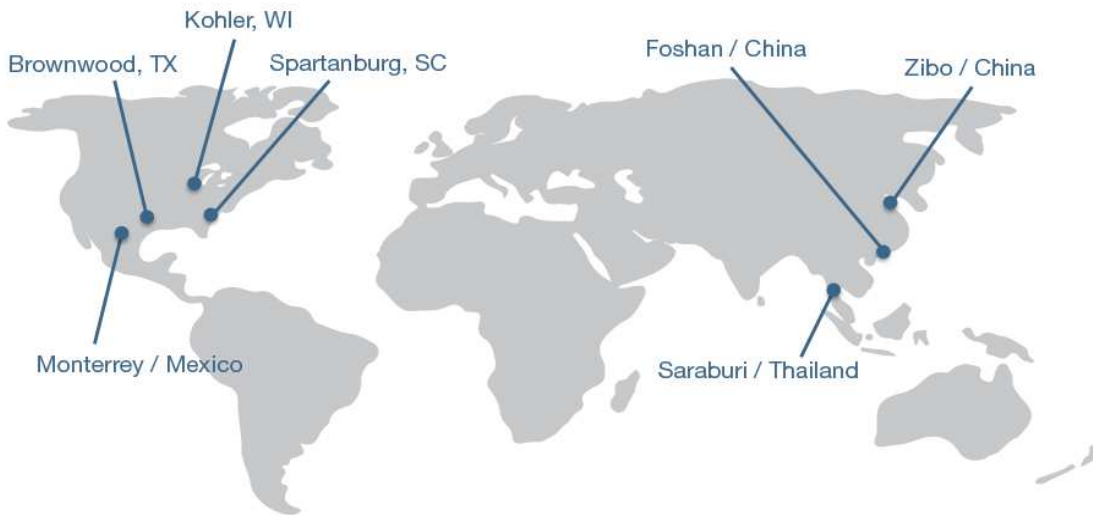 Kohler, WI
Brownwood, TX
Spartanburg, SC
Foshan / China
Zibo / China
Monterrey / Mexico
Saraburi / Thailand